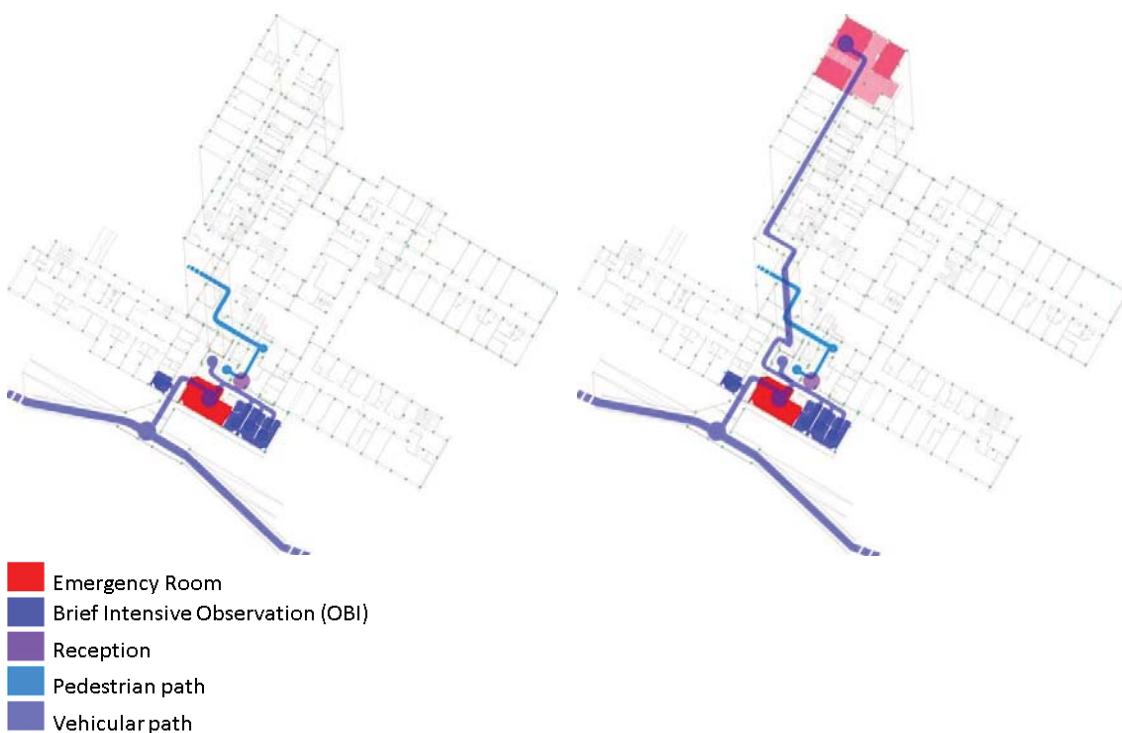 Emergency Room
Brief Intensive Observation (OBI)
Reception
Pedestrian path
Vehicular path